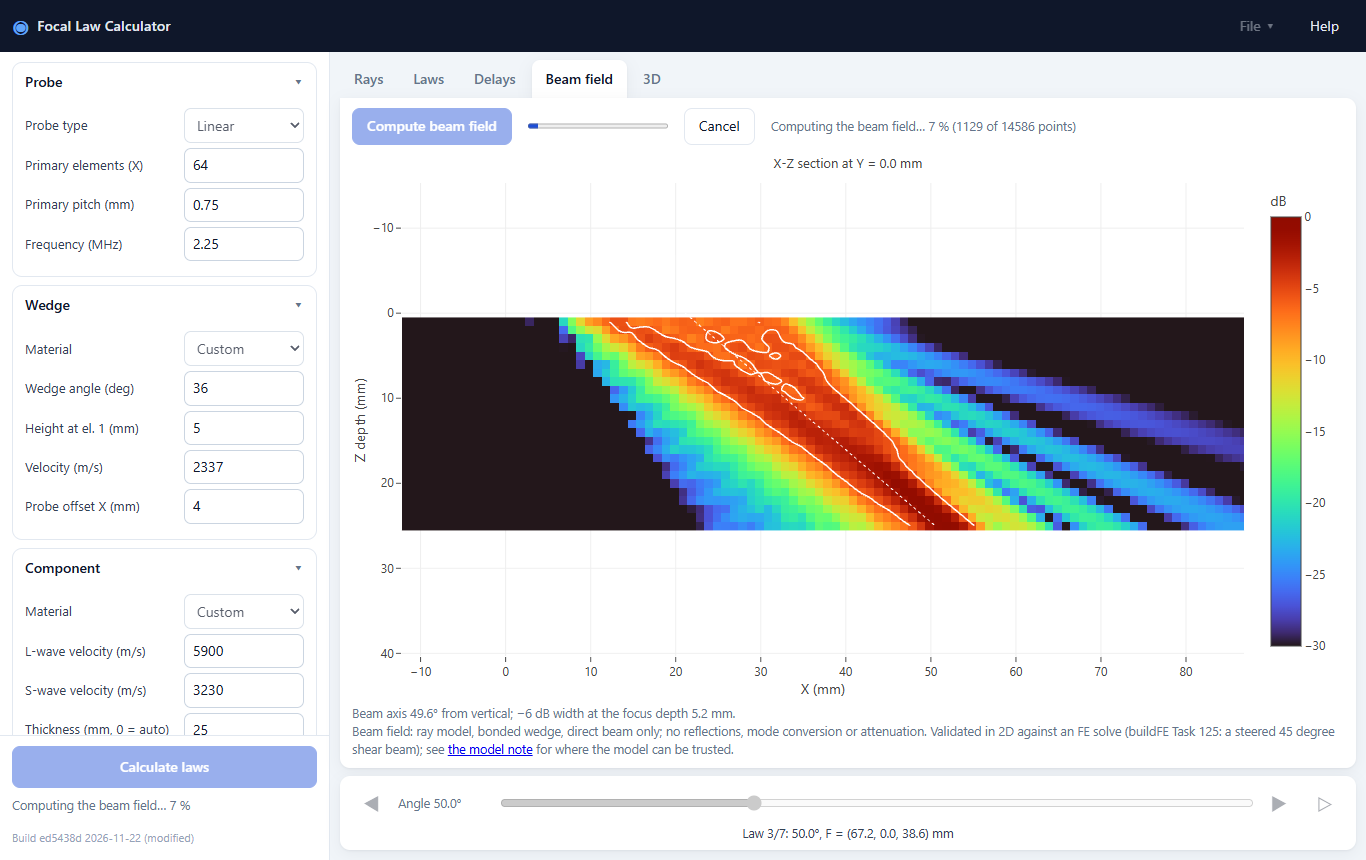 Focal Law Calculator
File
Help
Probe
Probe type
Linear
Primary elements (X)
64
Primary pitch (mm)
0.75
Frequency (MHz)
2.25
Wedge
Material
Custom
Wedge angle (deg)
36
Height at el. 1 (mm)
5
Velocity (m/s)
2337
Probe offset X (mm)
4
Component
Material
Custom
L-wave velocity (m/s)
5900
S-wave velocity (m/s)
3230
Thickness (mm, 0 = auto)
25
Calculate laws
Computing the beam field... 7 %
Build ed5438d 2026-11-22 (modified)
Rays
Laws
Delays
Beam field
3D
Compute beam field
Cancel
Computing the beam field... 7 % (1129 of 14586 points)
X-Z section at Y = 0.0 mm
−10
0
10
20
30
40
Z depth (mm)
−10
0
10
20
30
40
50
60
70
80
X (mm)
dB
0
−5
−10
−15
−20
−25
−30
Beam axis 49.6° from vertical; −6 dB width at the focus depth 5.2 mm.
Beam field: ray model, bonded wedge, direct beam only; no reflections, mode conversion or attenuation. Validated in 2D against an FE solve (buildFE Task 125: a steered 45 degree
shear beam); see the model note for where the model can be trusted.
Angle 50.0°
Law 3/7: 50.0°, F = (67.2, 0.0, 38.6) mm